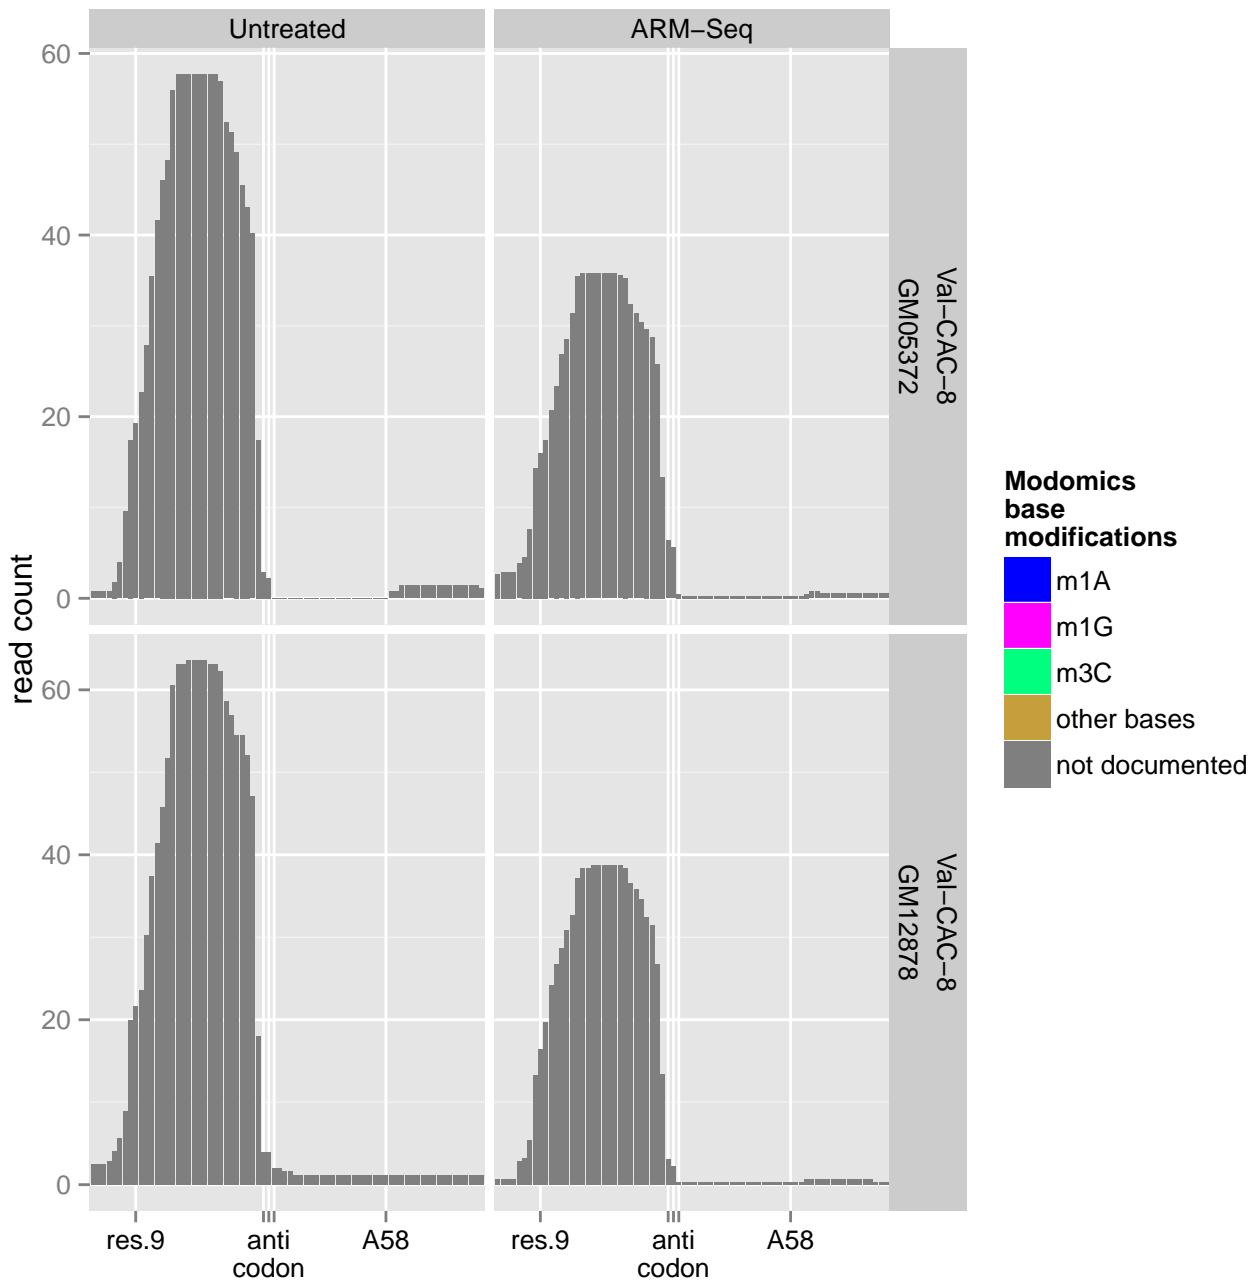 Untreated
ARM−Seq
60
40
20
0
Val−CAC−8
GM05372
60
40
20
0
Val−CAC−8
GM12878
read count
res.9
anti
codon
A58
res.9
anti
codon
A58
Modomics
base
modifications
m1A
m1G
m3C
other bases
not documented